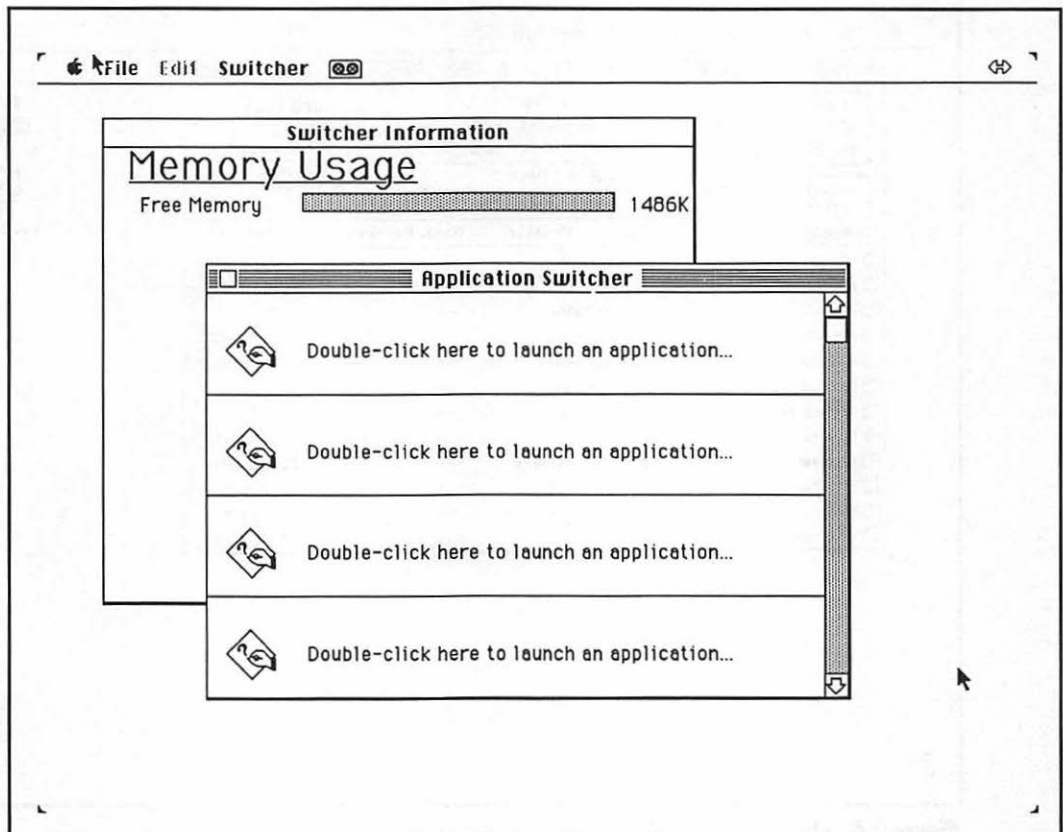 File Edit Switcher
Switcher Information
Memory Usage
Free Memory 1486K
Application Switcher
Double-click here to launch an application...
Double-click here to launch an application...
Double-click here to launch an application...
Double-click here to launch an application...